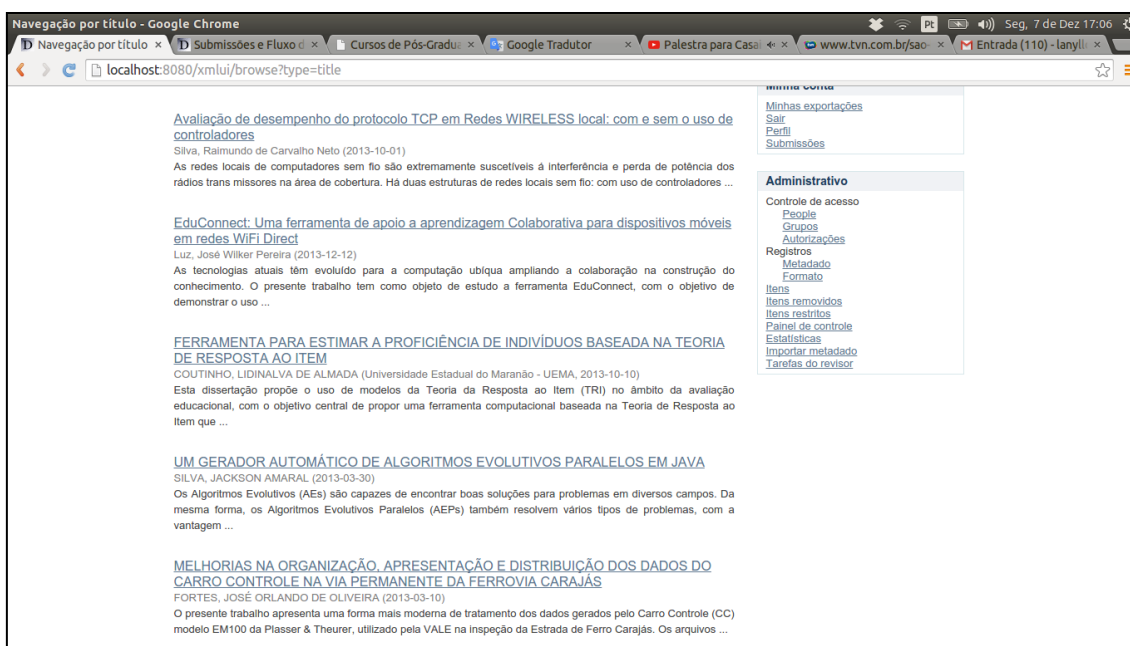 Navegação por título - Google Chrome
Pt
Seg, 7 de Dez 17:06
Navegação por título
Submissões e Fluxo d
Cursos de Pós-Gradua
Google Tradutor
Palestra para Casai
www.tvn.com.br/sao-
Entrada (110) - lanyll
localhost:8080/xmlui/browse?type=title
Avaliação de desempenho do protocolo TCP em Redes WIRELESS local: com e sem o uso de
controladores
Silva, Raimundo de Carvalho Neto (2013-10-01)
As redes locais de computadores sem fio são extremamente suscetíveis á interferência e perda de potência dos
rádios trans missores na área de cobertura. Há duas estruturas de redes locais sem fio: com uso de controladores ...
EduConnect: Uma ferramenta de apoio a aprendizagem Colaborativa para dispositivos móveis
em redes WiFi Direct
Luz, José Wilker Pereira (2013-12-12)
As tecnologias atuais têm evoluído para a computação ubíqua ampliando a colaboração na construção do
conhecimento. O presente trabalho tem como objeto de estudo a ferramenta EduConnect, com o objetivo de
demonstrar o uso ...
FERRAMENTA PARA ESTIMAR A PROFICIÊNCIA DE INDIVÍDUOS BASEADA NA TEORIA
DE RESPOSTA AO ITEM
COUTINHO, LIDINALVA DE ALMADA (Universidade Estadual do Maranão - UEMA, 2013-10-10)
Esta dissertação propõe o uso de modelos da Teoria da Resposta ao Item (TRI) no âmbito da avaliação
educacional, com o objetivo central de propor uma ferramenta computacional baseada na Teoria de Resposta ao
Item que ...
UM GERADOR AUTOMÁTICO DE ALGORITMOS EVOLUTIVOS PARALELOS EM JAVA
SILVA, JACKSON AMARAL (2013-03-30)
Os Algoritmos Evolutivos (AEs) são capazes de encontrar boas soluções para problemas em diversos campos. Da
mesma forma, os Algoritmos Evolutivos Paralelos (AEPs) também resolvem vários tipos de problemas, com a
vantagem ...
MELHORIAS NA ORGANIZAÇÃO, APRESENTAÇÃO E DISTRIBUIÇÃO DOS DADOS DO
CARRO CONTROLE NA VIA PERMANENTE DA FERROVIA CARAJÁS
FORTES, JOSÉ ORLANDO DE OLIVEIRA (2013-03-10)
O presente trabalho apresenta uma forma mais moderna de tratamento dos dados gerados pelo Carro Controle (CC)
modelo EM100 da Plasser & Theurer, utilizado pela VALE na inspeção da Estrada de Ferro Carajás. Os arquivos ...
Minha conta
Minhas exportações
Sair
Perfil
Submissões
Administrativo
Controle de acesso
People
Grupos
Autorizações
Registros
Metadado
Formato
Itens
Itens removidos
Itens restritos
Painel de controle
Estatísticas
Importar metadado
Tarefas do revisor